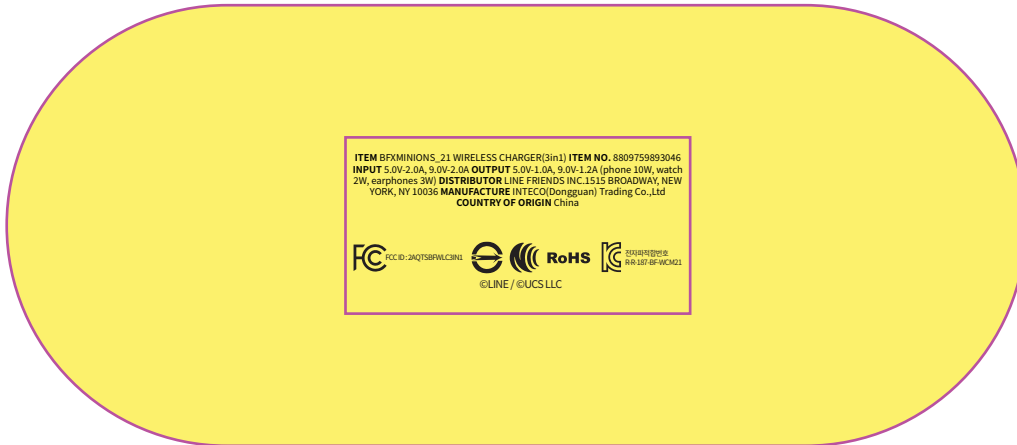 ITEM BFXMINIONS_21 WIRELESS CHARGER(3in1) ITEM NO. 8809759893046
INPUT 5.0V-2.0A, 9.0V-2.0A OUTPUT 5.0V-1.0A, 9.0V-1.2A (phone 10W, watch
2W, earphones 3W) DISTRIBUTOR LINE FRIENDS INC.1515 BROADWAY, NEW
YORK, NY 10036 MANUFACTURE INTECO(Dongguan) Trading Co.,Ltd
COUNTRY OF ORIGIN China
FC FCC ID : 2AQTSBFWLC3IN1
RoHS
전자파적합번호
R-R-187-BF-WCM21
©LINE / ©UCS LLC